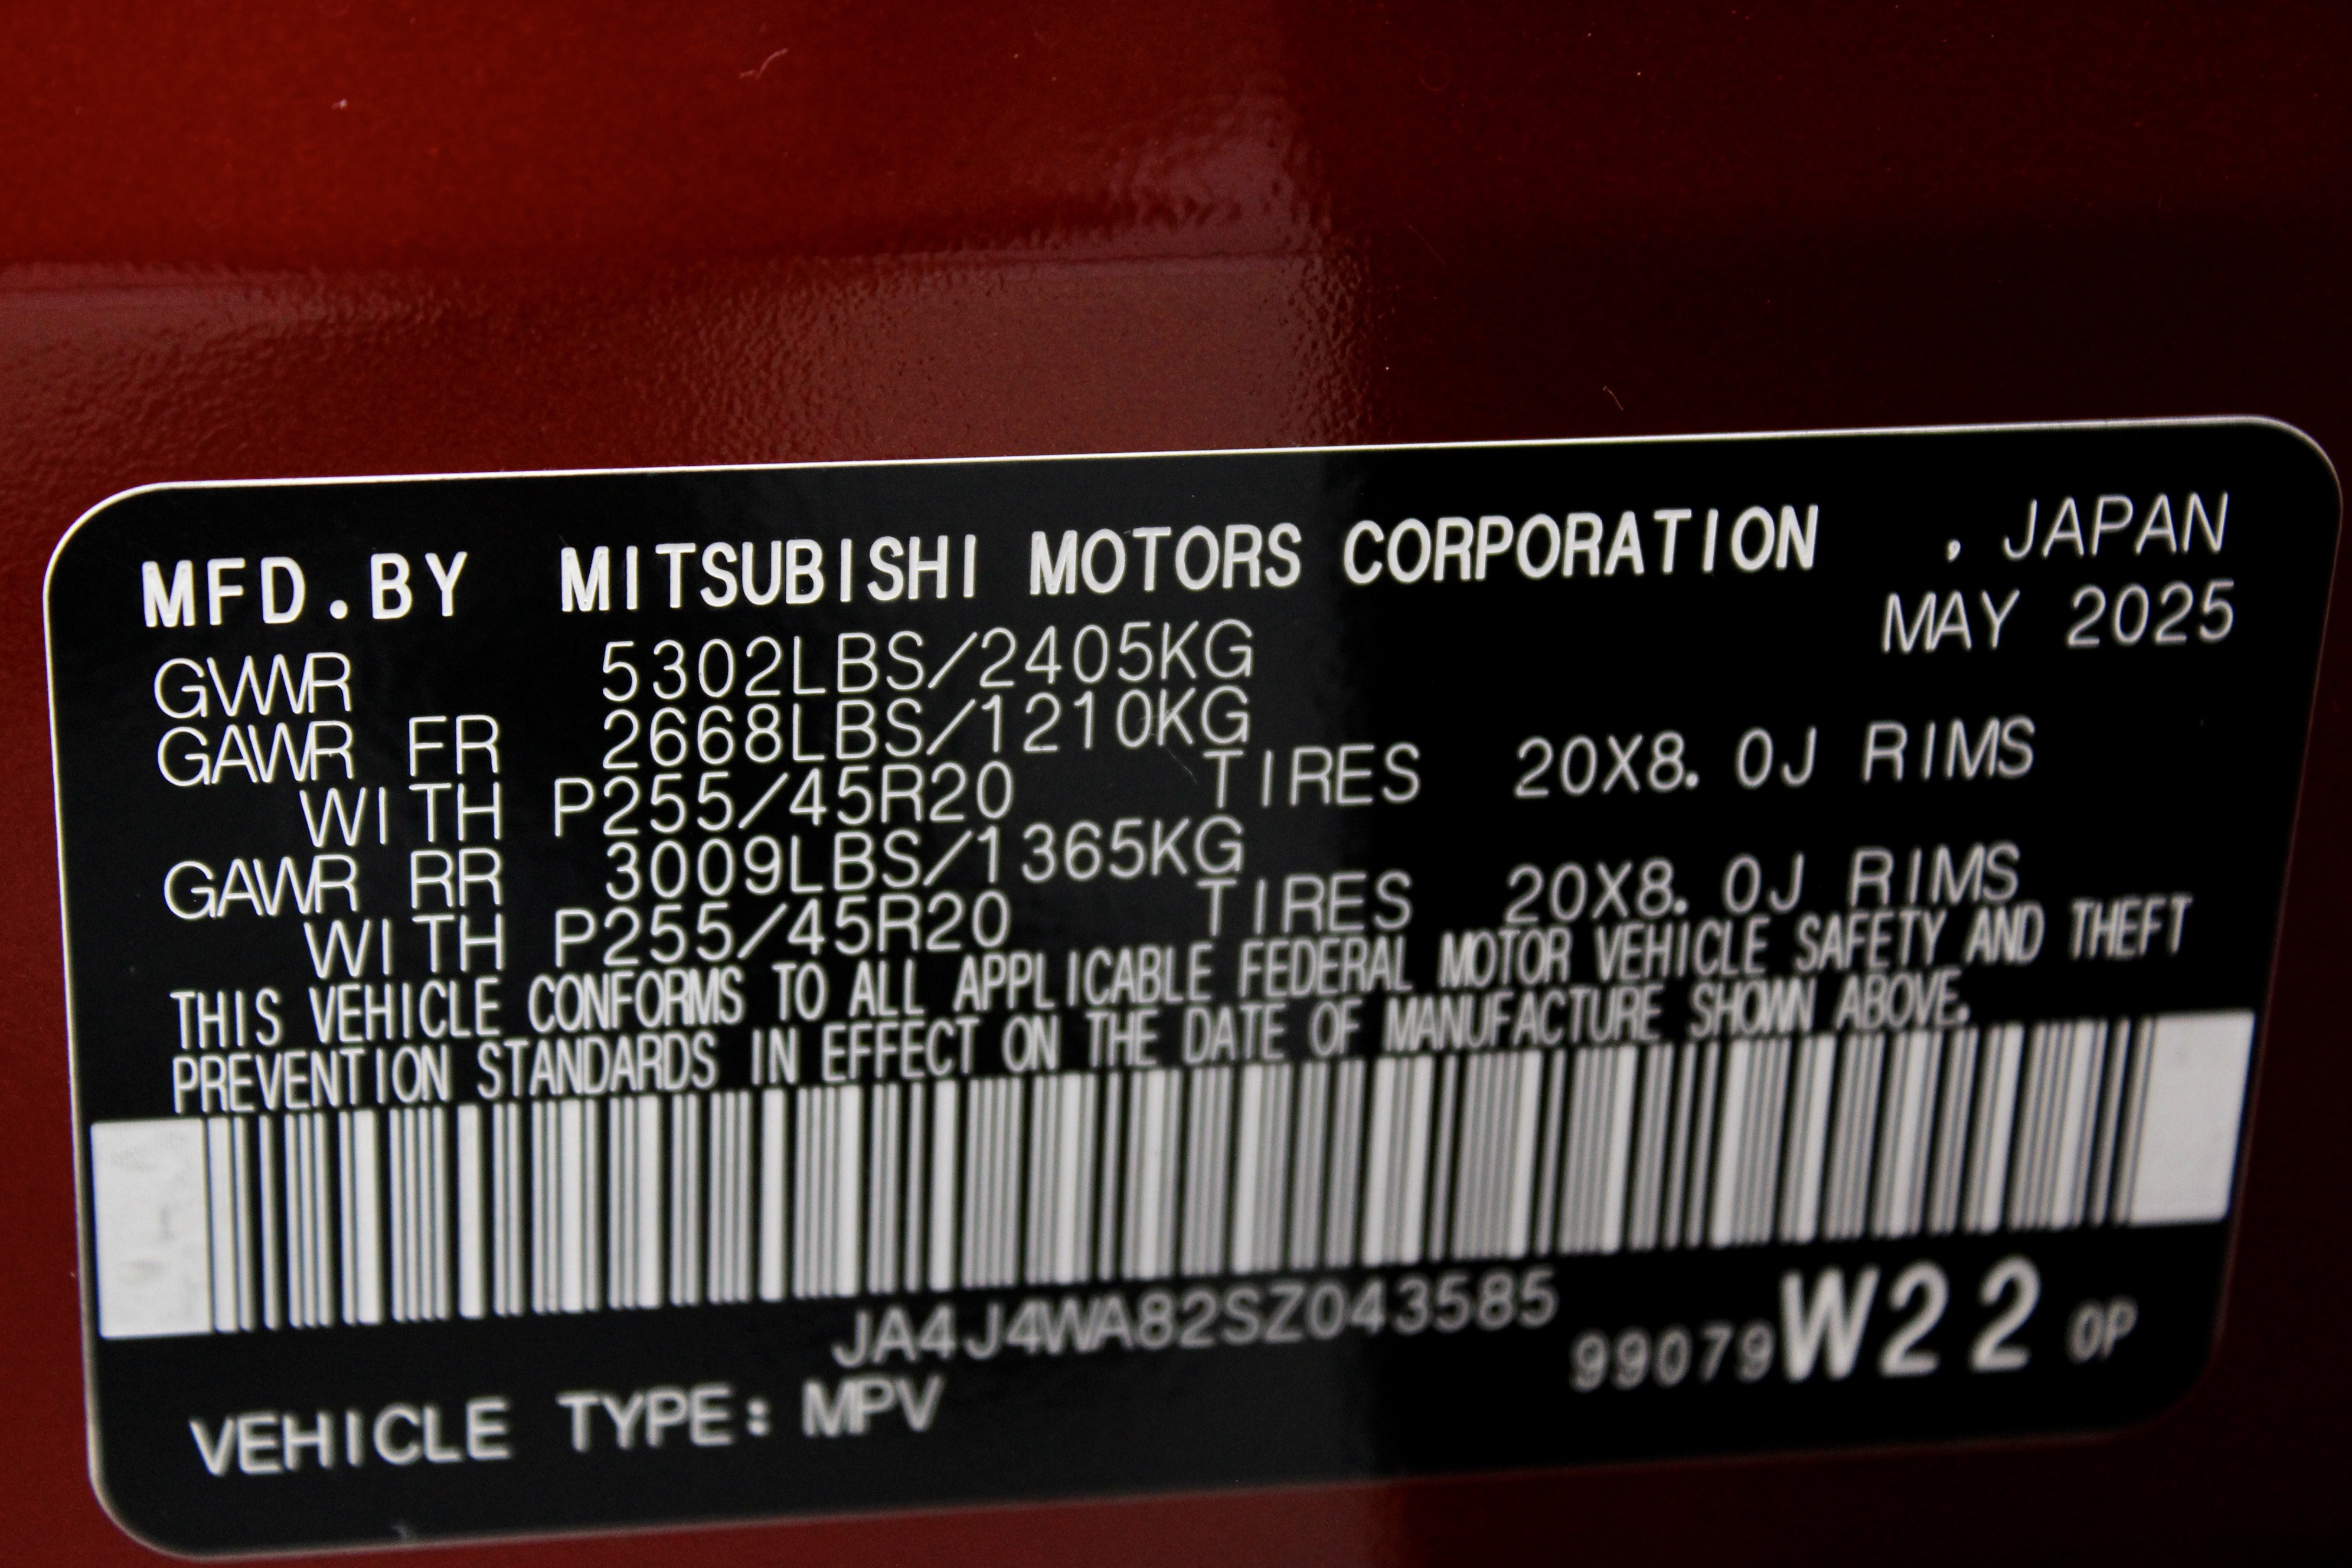 MFD.BY MITSUBISHI MOTORS CORPORATION , JAPAN
MAY 2025
GVWR 5302LBS/2405KG
GAWR FR 2668LBS/1210KG
WITH P255/45R20 TIRES 20X8.0J RIMS
GAWR RR 3009LBS/1365KG
WITH P255/45R20 TIRES 20X8.0J RIMS
THIS VEHICLE CONFORMS TO ALL APPLICABLE FEDERAL MOTOR VEHICLE SAFETY AND THEFT
PREVENTION STANDARDS IN EFFECT ON THE DATE OF MANUFACTURE SHOWN ABOVE.
JA4J4WA82SZ043585
99079W22 OP
VEHICLE TYPE: MPV